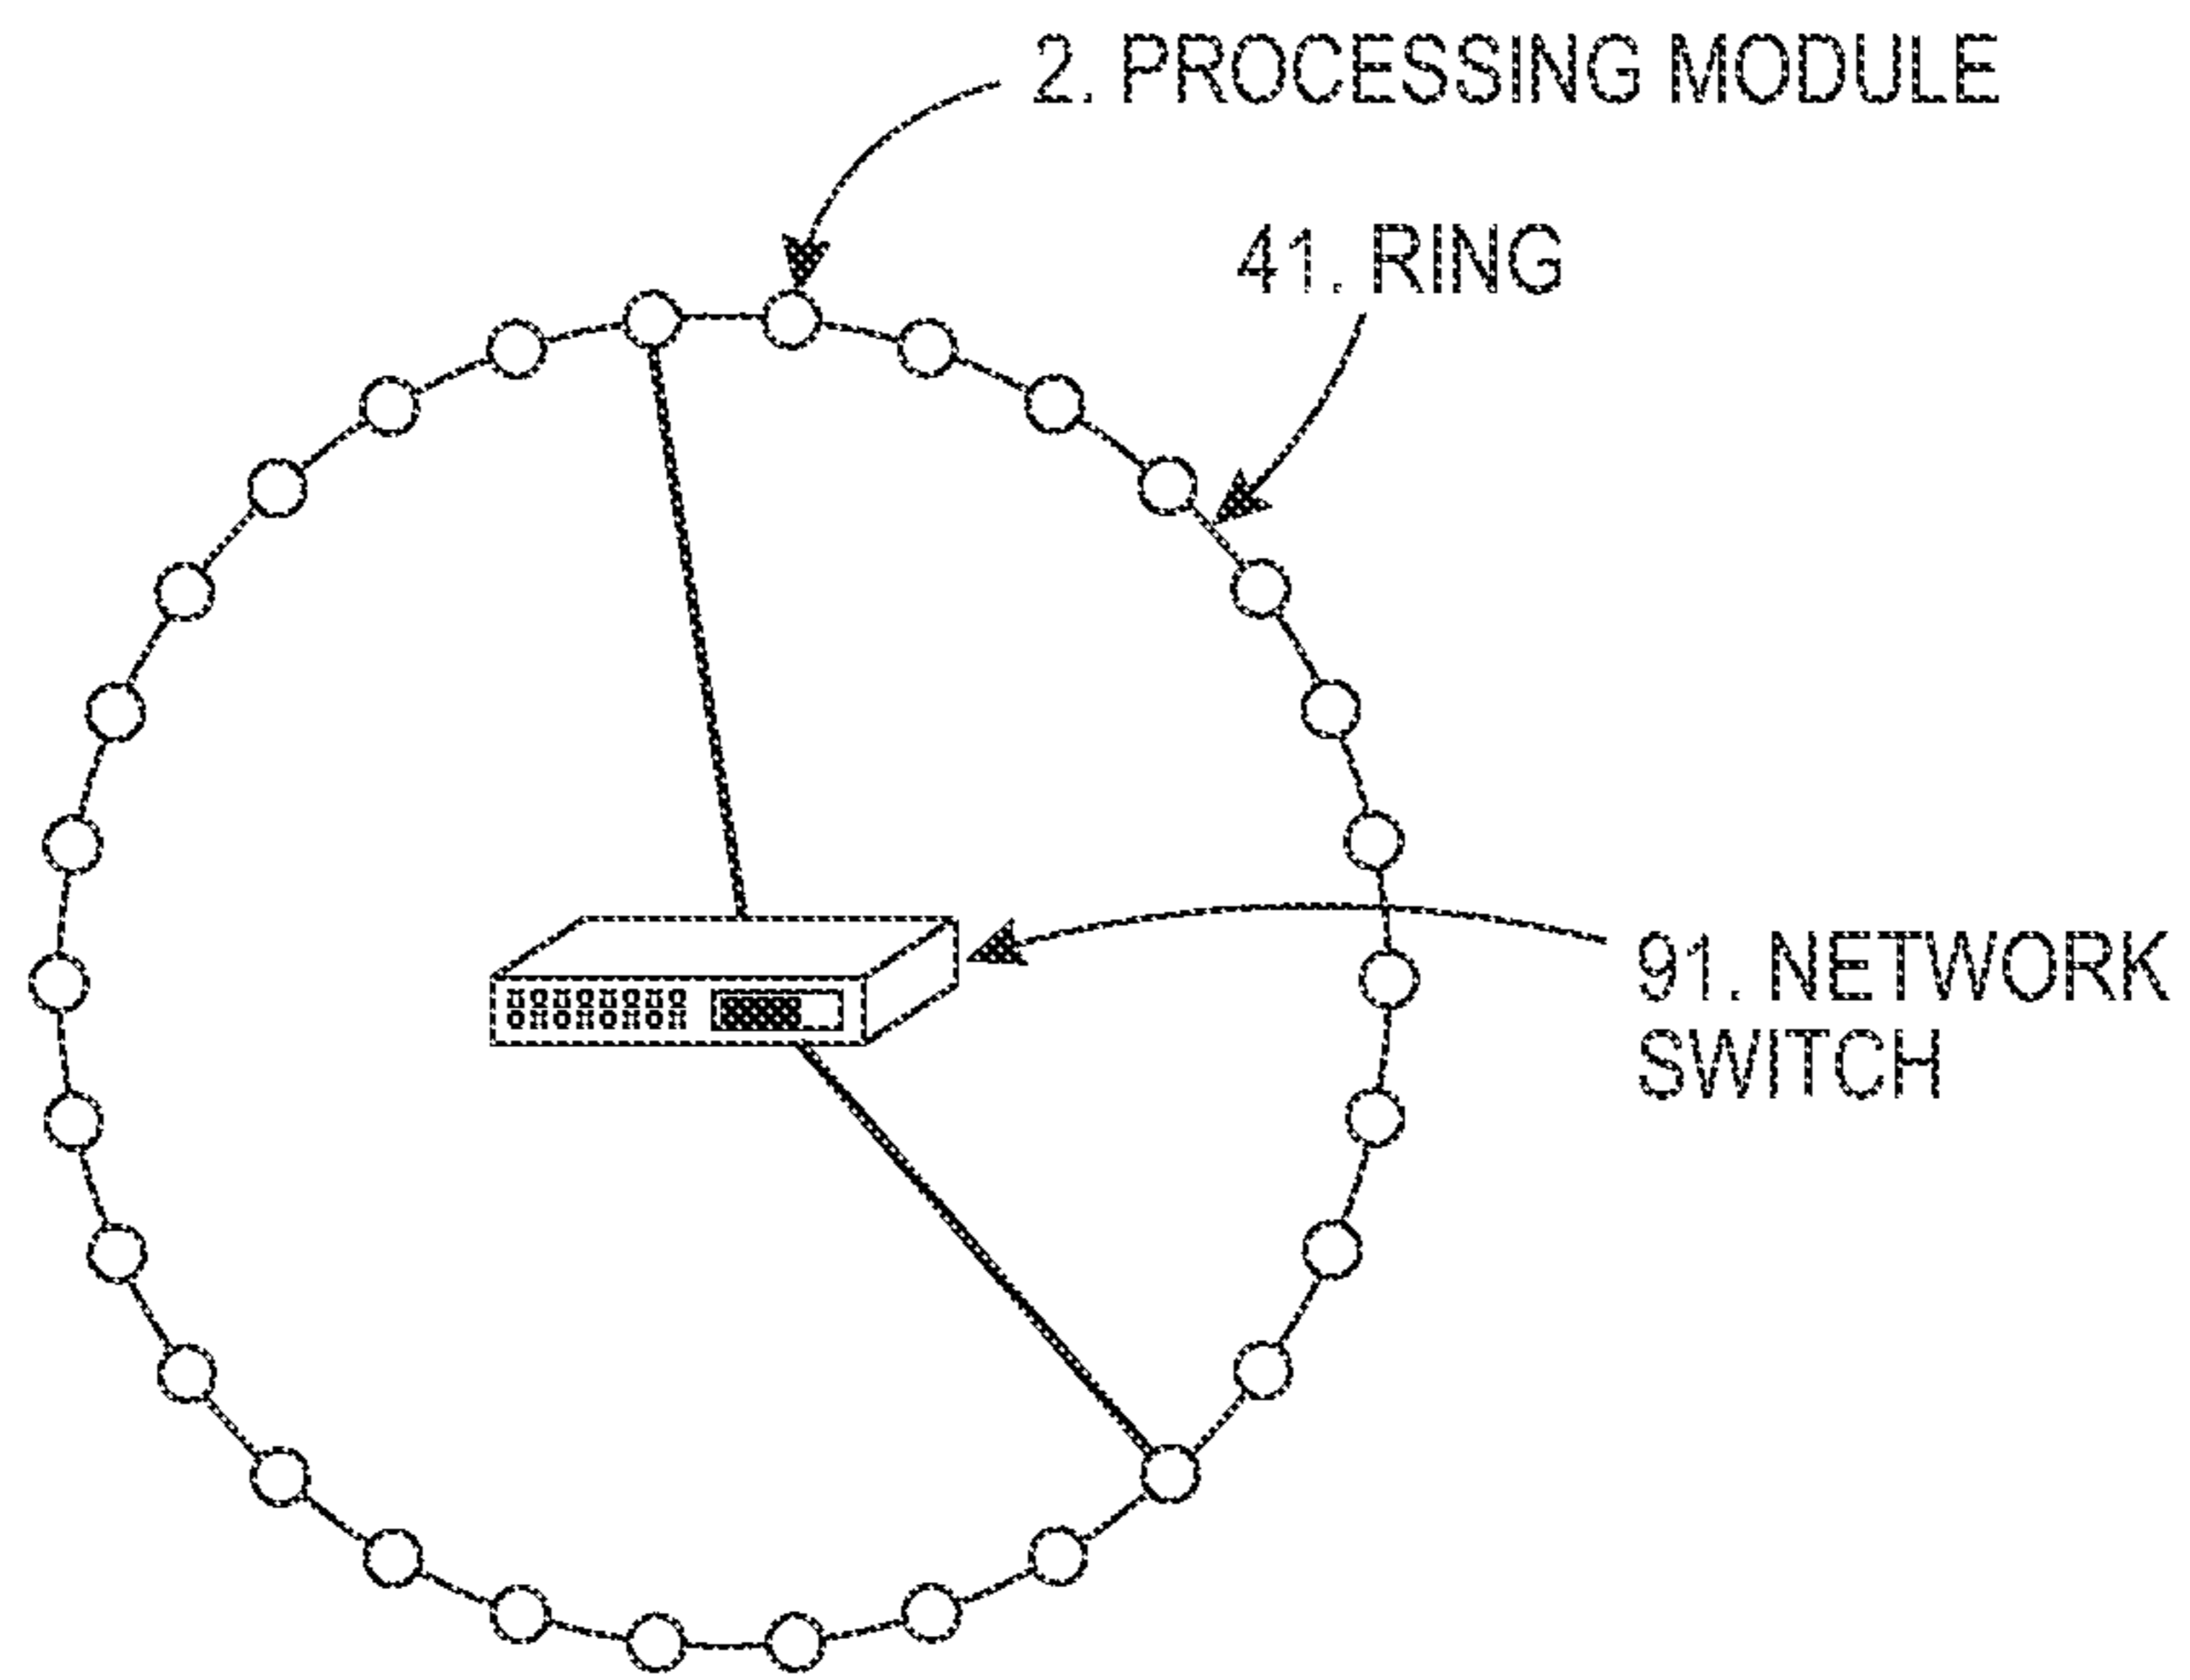 2. PROCESSING MODULE
41. RING
91. NETWORK
SWITCH